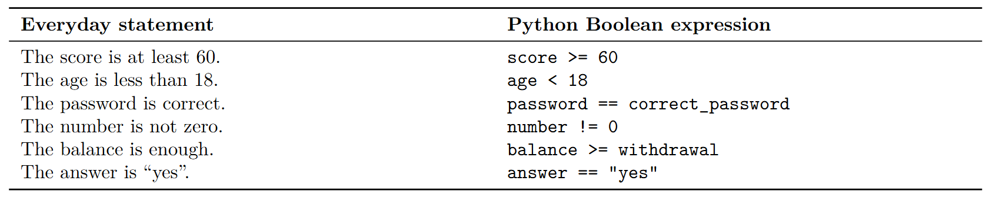 Everyday statement Python Boolean expression
The score is at least 60. score >= 60
The age is less than 18. age < 18
The password is correct. password == correct_password
The number is not zero. number != 0
The balance is enough. balance >= withdrawal
The answer is “yes”. answer == "yes"